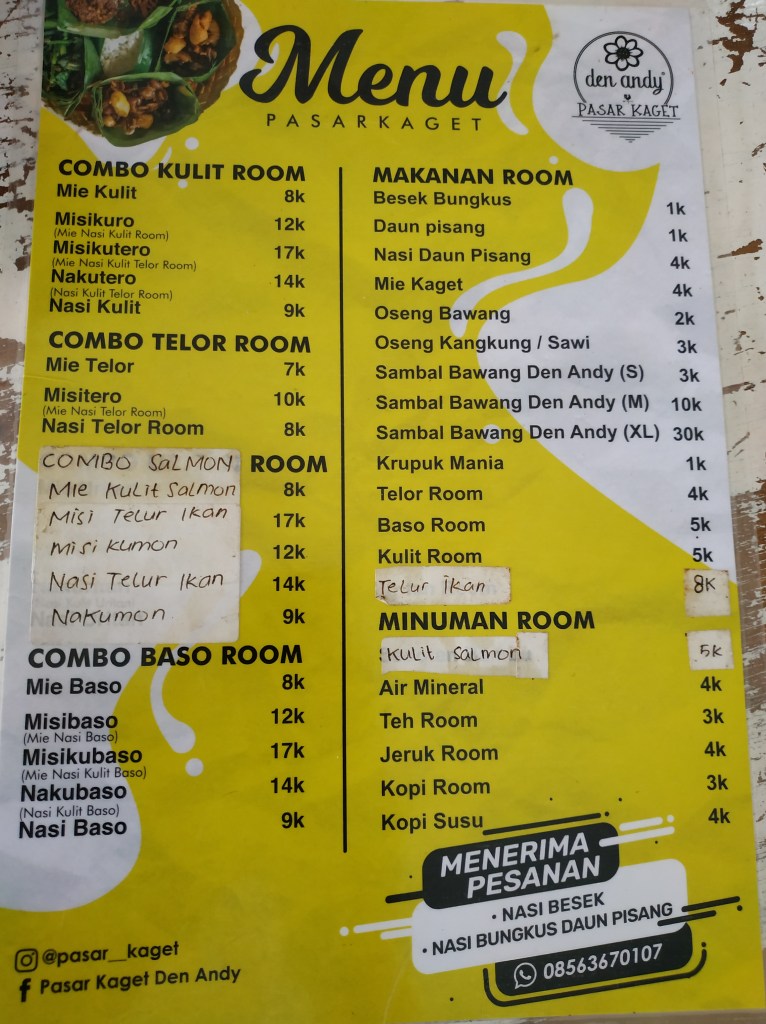 Menu
PASARKAGET
den andy
PASAR KAGET
COMBO KULIT ROOM
Mie Kulit 8k
Misikuro 12k
(Mie Nasi Kulit Room)
Misikutero 17k
(Mie Nasi Kulit Telor Room)
Nakutero 14k
(Nasi Kulit Telor Room)
Nasi Kulit 9k
COMBO TELOR ROOM
Mie Telor 7k
Misitero 10k
(Mie Nasi Telor Room)
Nasi Telor Room 8k
COMBO SALMON ROOM
Mie Kulit Salmon 8k
Misi Telur Ikan 17k
Misi Kumon 12k
Nasi Telur Ikan 14k
Nakumon 9k
COMBO BASO ROOM
Mie Baso 8k
Misibaso 12k
(Mie Nasi Baso)
Misikubaso 17k
(Mie Nasi Kulit Baso)
Nakubaso 14k
(Nasi Kulit Baso)
Nasi Baso 9k
MAKANAN ROOM
Besek Bungkus 1k
Daun pisang 1k
Nasi Daun Pisang 4k
Mie Kaget 4k
Oseng Bawang 2k
Oseng Kangkung / Sawi 3k
Sambal Bawang Den Andy (S) 3k
Sambal Bawang Den Andy (M) 10k
Sambal Bawang Den Andy (XL) 30k
Krupuk Mania 1k
Telor Room 4k
Baso Room 5k
Kulit Room 5k
Telur Ikan 8K
MINUMAN ROOM
Kulit Salmon 5K
Air Mineral 4k
Teh Room 3k
Jeruk Room 4k
Kopi Room 3k
Kopi Susu 4k
MENERIMA
PESANAN
• NASI BESEK
• NASI BUNGKUS DAUN PISANG
08563670107
@pasar__kaget
Pasar Kaget Den Andy